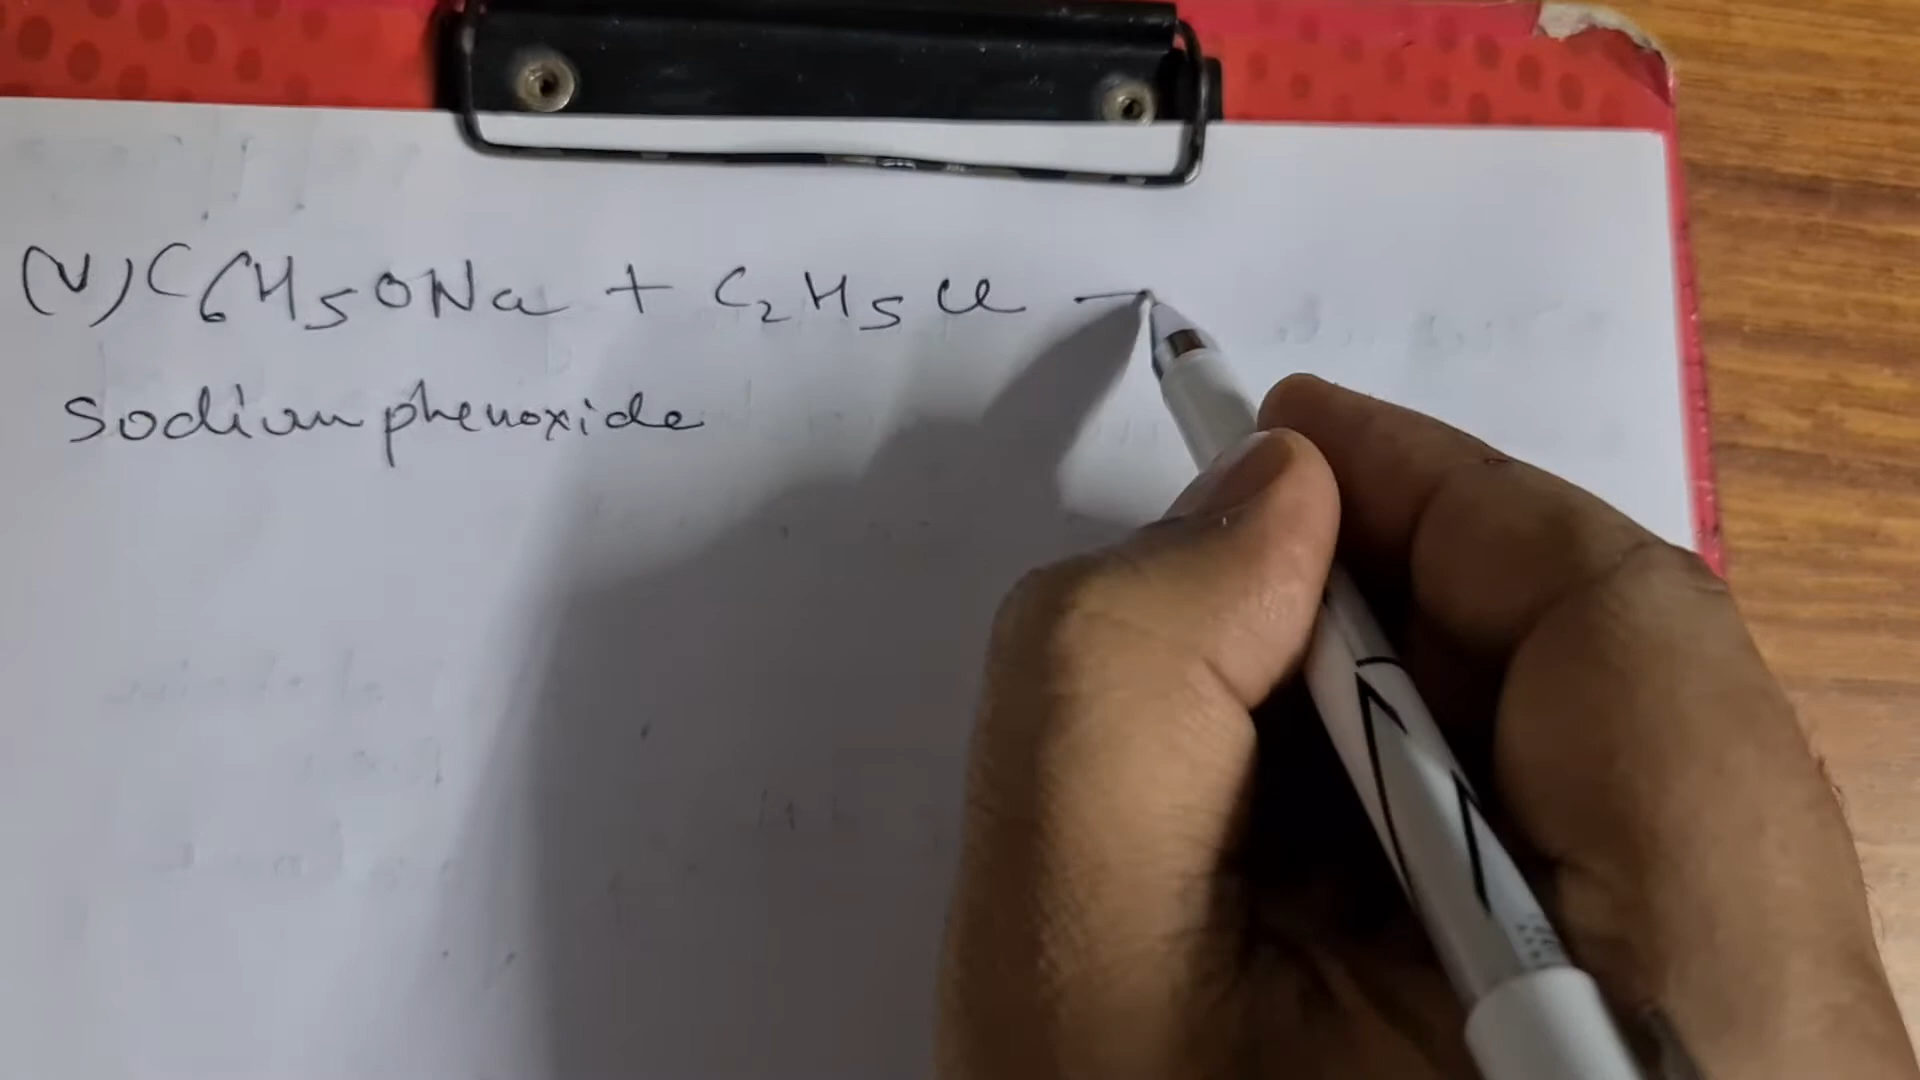 (V) C6H5ONa + C2H5Cl —
Sodium phenoxide